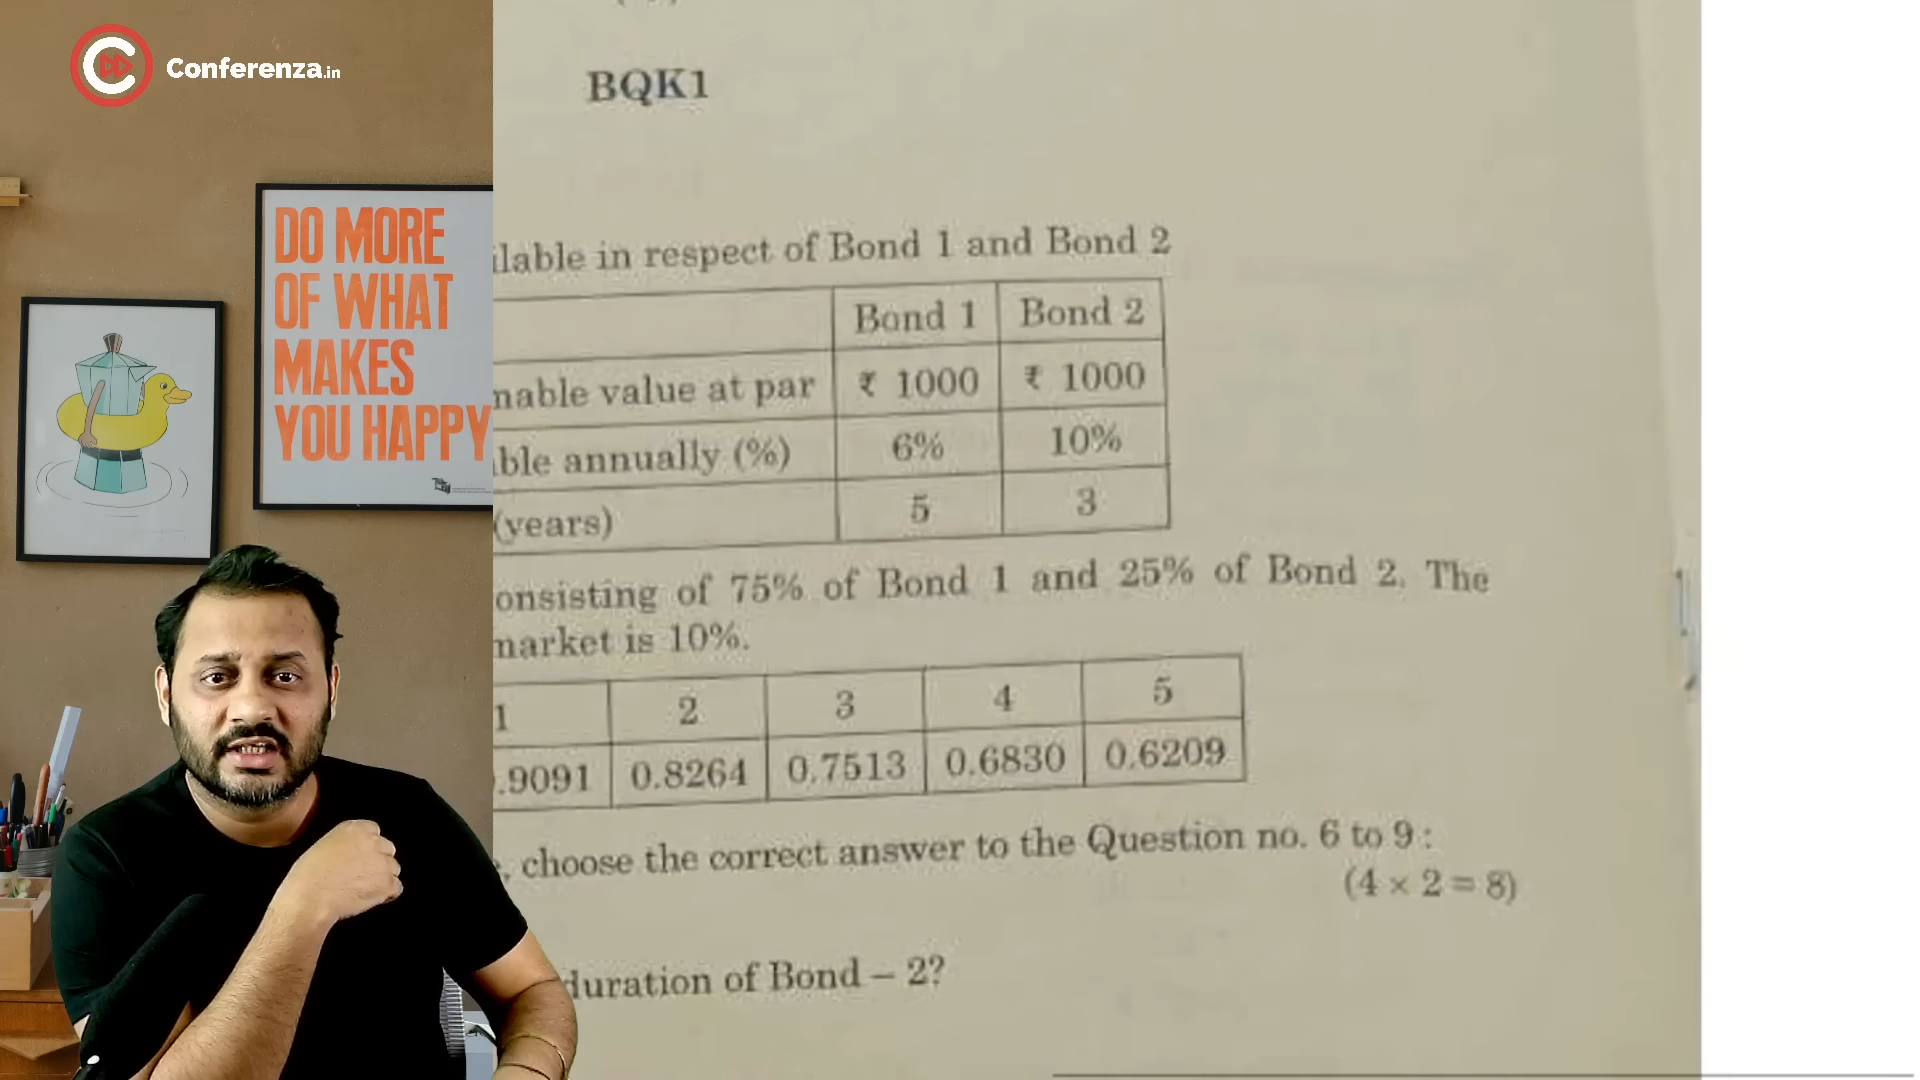 Conferenza.in
DO MORE
OF WHAT
MAKES
YOU HAPPY
BQK1
in respect of Bond 1 and Bond 2
Bond 1 Bond 2
value at par ₹ 1000 ₹ 1000
annually (%) 6% 10%
(years) 5 3
of 75% of Bond 1 and 25% of Bond 2. The
market is 10%.
1 2 3 4 5
.9091 0.8264 0.7513 0.6830 0.6209
, choose the correct answer to the Question no. 6 to 9 :
(4 × 2 = 8)
duration of Bond – 2?